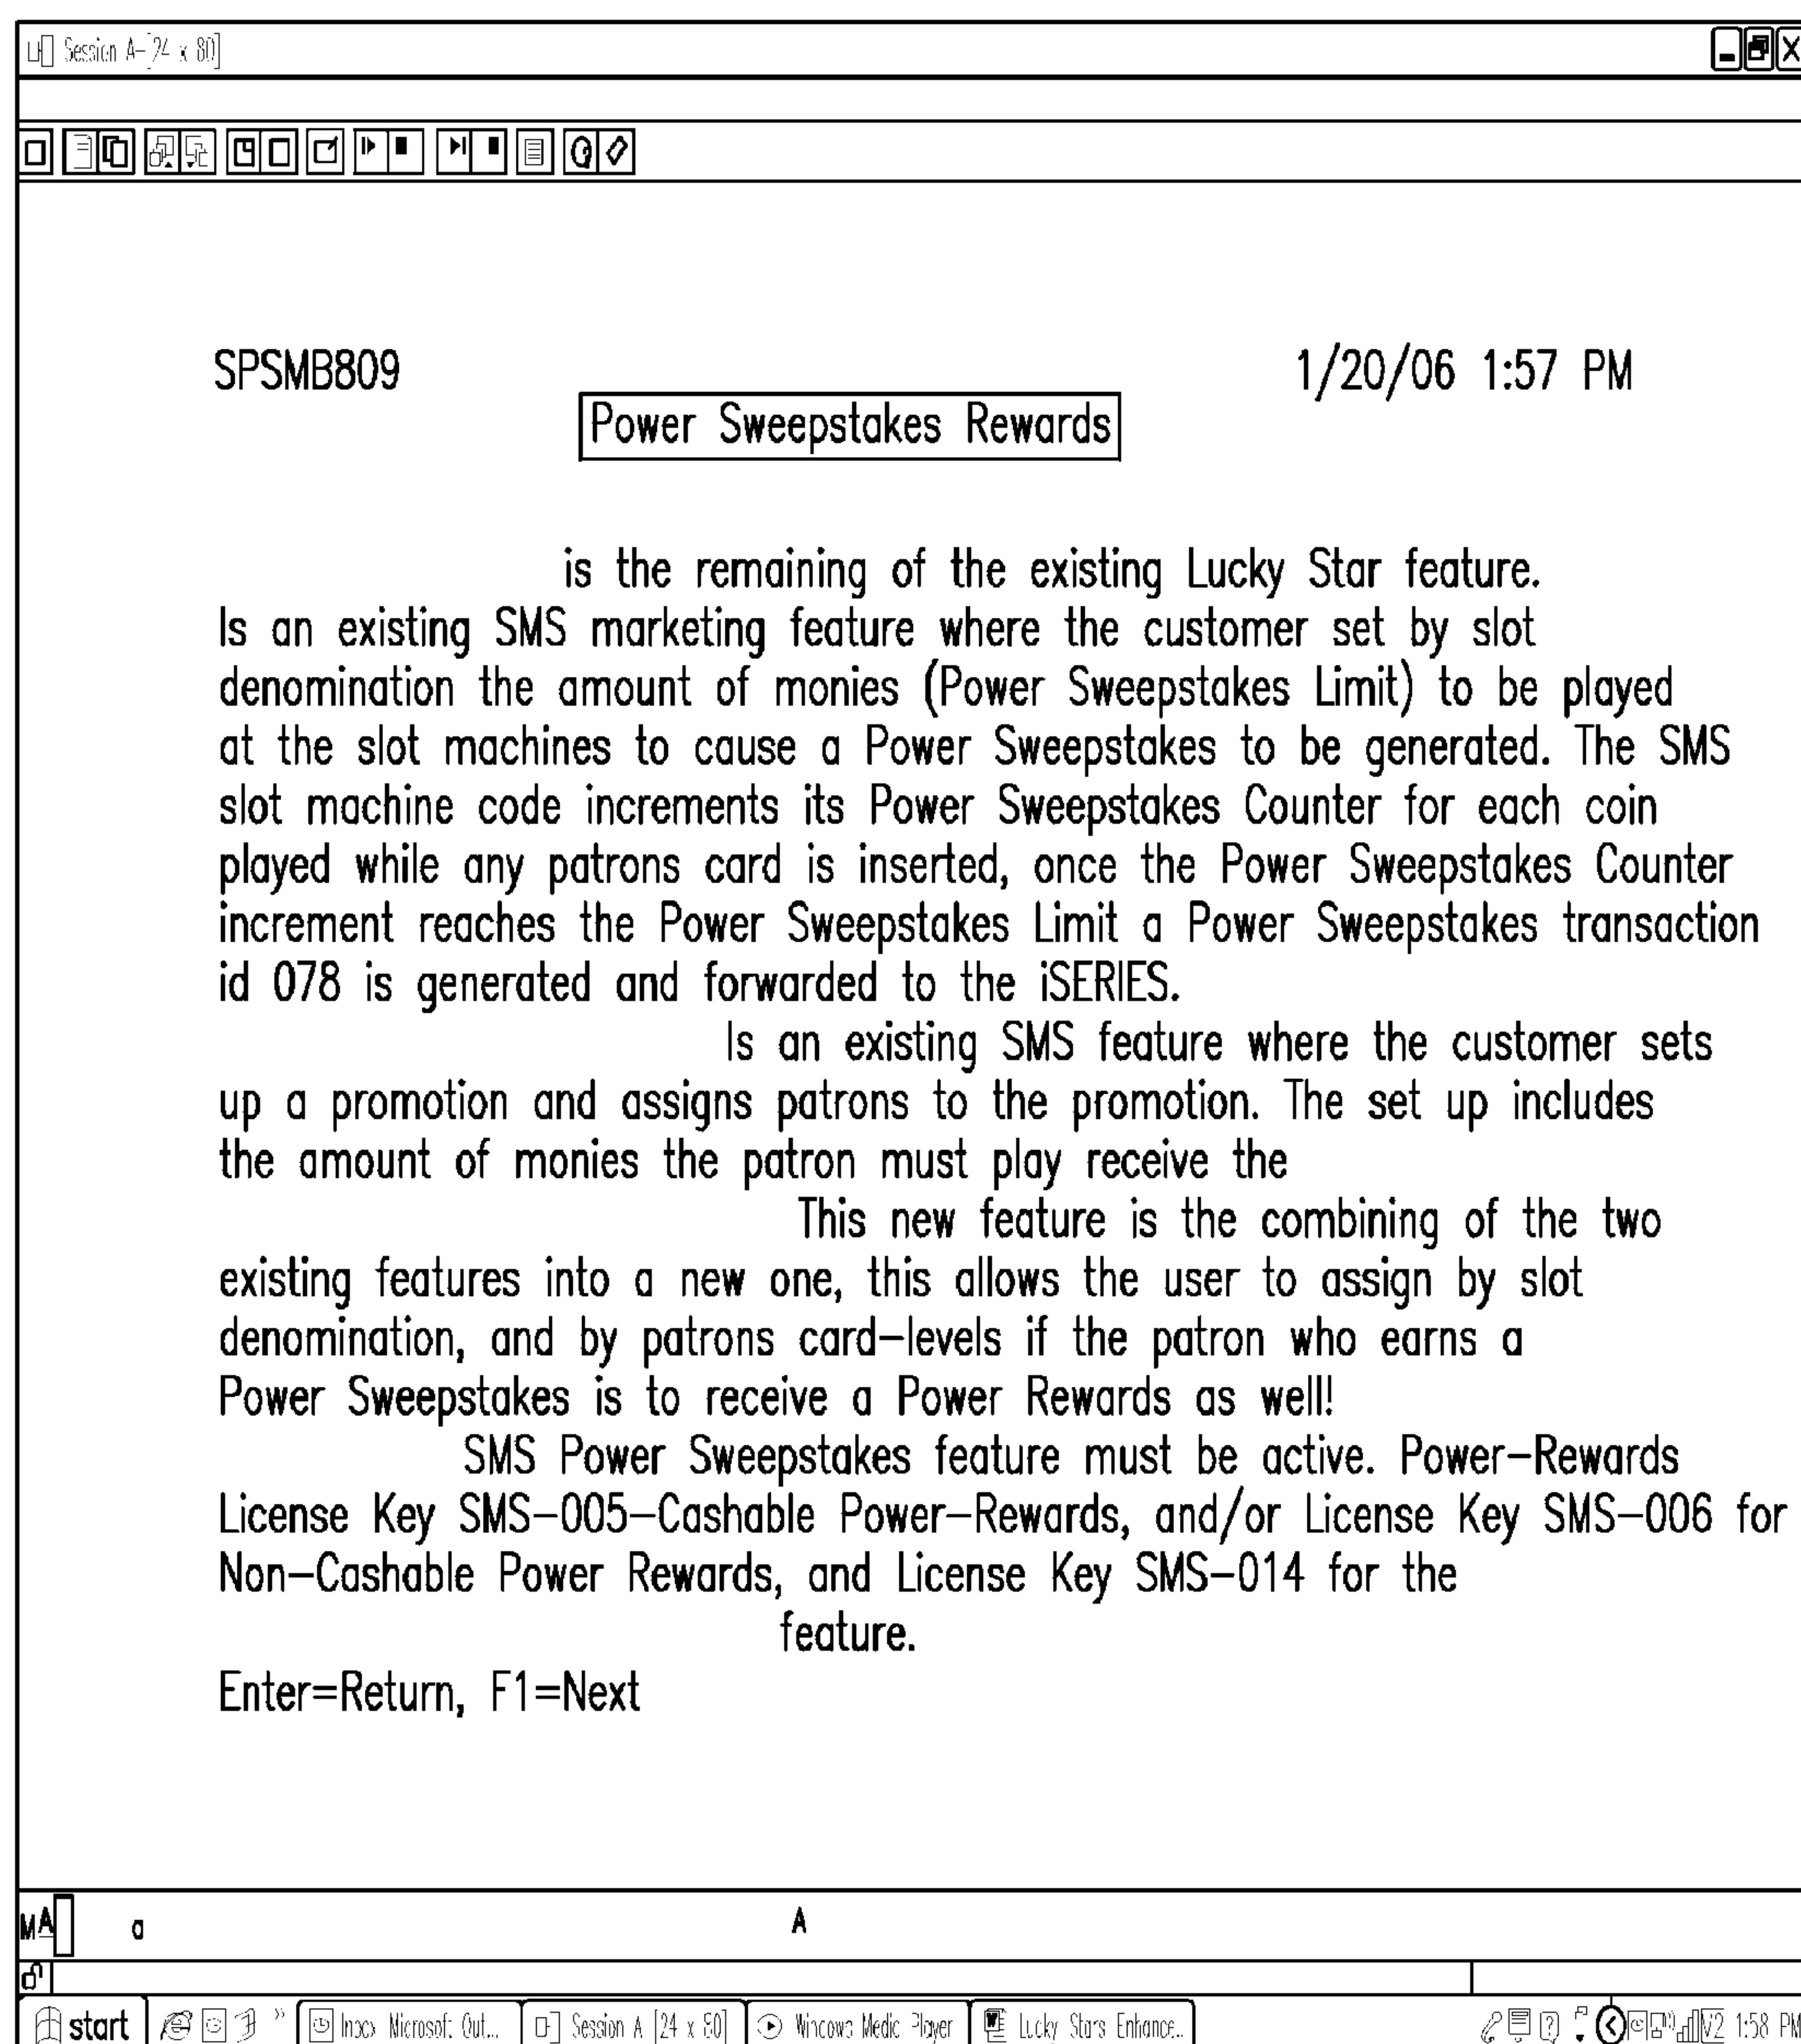 Session A-[24 x 80]
SPSMB809 1/20/06 1:57 PM
Power Sweepstakes Rewards
is the remaining of the existing Lucky Star feature.
Is an existing SMS marketing feature where the customer set by slot
denomination the amount of monies (Power Sweepstakes Limit) to be played
at the slot machines to cause a Power Sweepstakes to be generated. The SMS
slot machine code increments its Power Sweepstakes Counter for each coin
played while any patrons card is inserted, once the Power Sweepstakes Counter
increment reaches the Power Sweepstakes Limit a Power Sweepstakes transaction
id 078 is generated and forwarded to the iSERIES.
Is an existing SMS feature where the customer sets
up a promotion and assigns patrons to the promotion. The set up includes
the amount of monies the patron must play receive the
This new feature is the combining of the two
existing features into a new one, this allows the user to assign by slot
denomination, and by patrons card-levels if the patron who earns a
Power Sweepstakes is to receive a Power Rewards as well!
SMS Power Sweepstakes feature must be active. Power-Rewards
License Key SMS-005-Cashable Power-Rewards, and/or License Key SMS-006 for
Non-Cashable Power Rewards, and License Key SMS-014 for the
feature.
Enter=Return, F1=Next
MA a A
start Inbox Microsoft Out... Session A [24 x 80] Windows Media Player Lucky Stars Enhance.. V2 1:58 PM